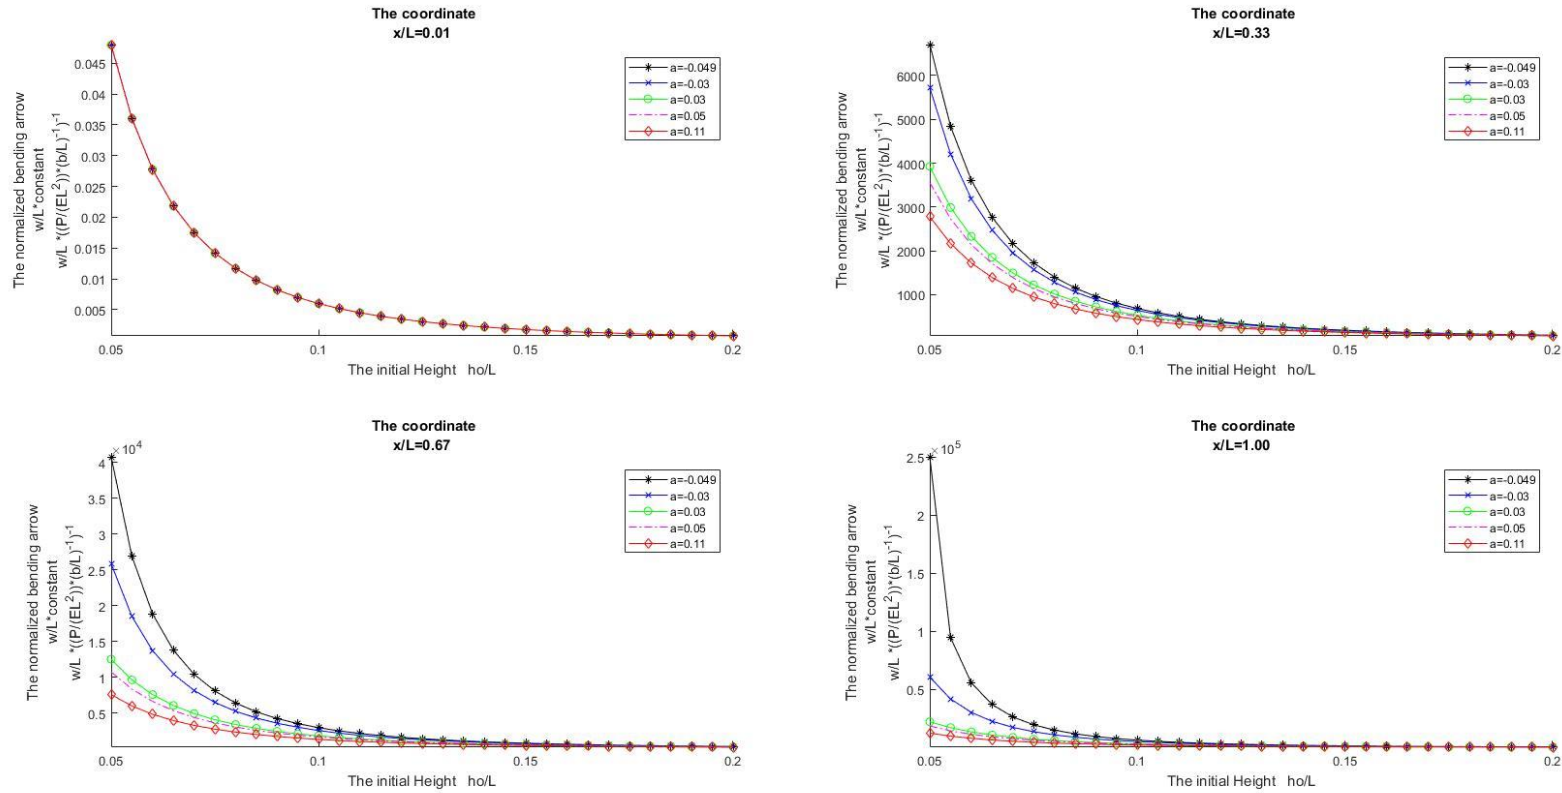 The coordinate
x/L=0.01
The normalized bending arrow
w/L*constant
w/L *((P/(EL²))*(b/L)⁻¹)⁻¹
0.045
0.04
0.035
0.03
0.025
0.02
0.015
0.01
0.005
0.05
0.1
0.15
0.2
The initial Height ho/L
a=-0.049
a=-0.03
a=0.03
a=0.05
a=0.11
The coordinate
x/L=0.33
The normalized bending arrow
w/L*constant
w/L *((P/(EL²))*(b/L)⁻¹)⁻¹
6000
5000
4000
3000
2000
1000
0.05
0.1
0.15
0.2
The initial Height ho/L
a=-0.049
a=-0.03
a=0.03
a=0.05
a=0.11
The coordinate
x/L=0.67
×10⁴
The normalized bending arrow
w/L*constant
w/L *((P/(EL²))*(b/L)⁻¹)⁻¹
4
3.5
3
2.5
2
1.5
1
0.5
0.05
0.1
0.15
0.2
The initial Height ho/L
a=-0.049
a=-0.03
a=0.03
a=0.05
a=0.11
The coordinate
x/L=1.00
×10⁵
The normalized bending arrow
w/L*constant
w/L *((P/(EL²))*(b/L)⁻¹)⁻¹
2.5
2
1.5
1
0.5
0.05
0.1
0.15
0.2
The initial Height ho/L
a=-0.049
a=-0.03
a=0.03
a=0.05
a=0.11